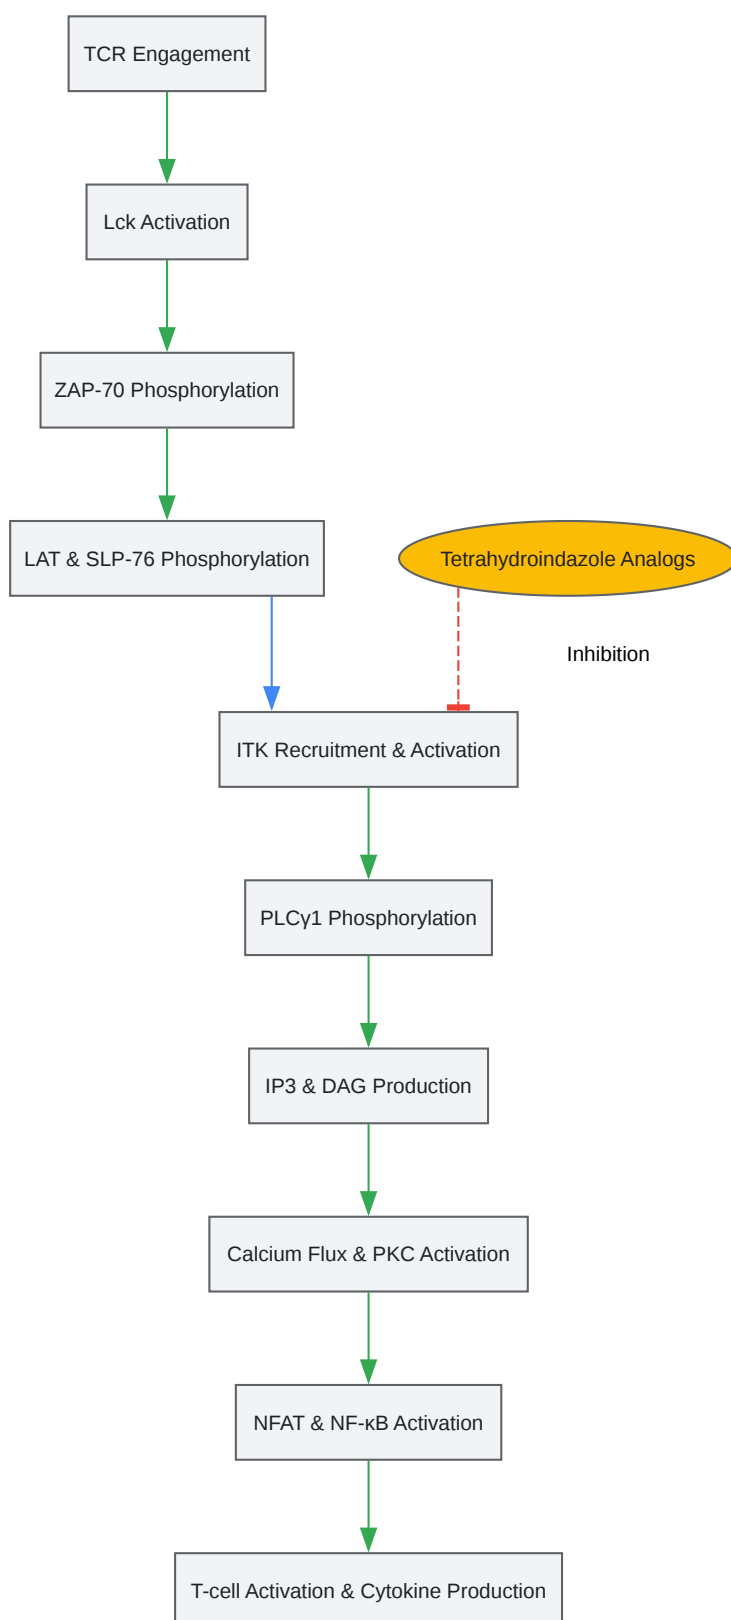 TCR Engagement
Lck Activation
ZAP-70 Phosphorylation
LAT & SLP-76 Phosphorylation
Tetrahydroindazole Analogs
Inhibition
ITK Recruitment & Activation
PLCγ1 Phosphorylation
IP3 & DAG Production
Calcium Flux & PKC Activation
NFAT & NF-κB Activation
T-cell Activation & Cytokine Production